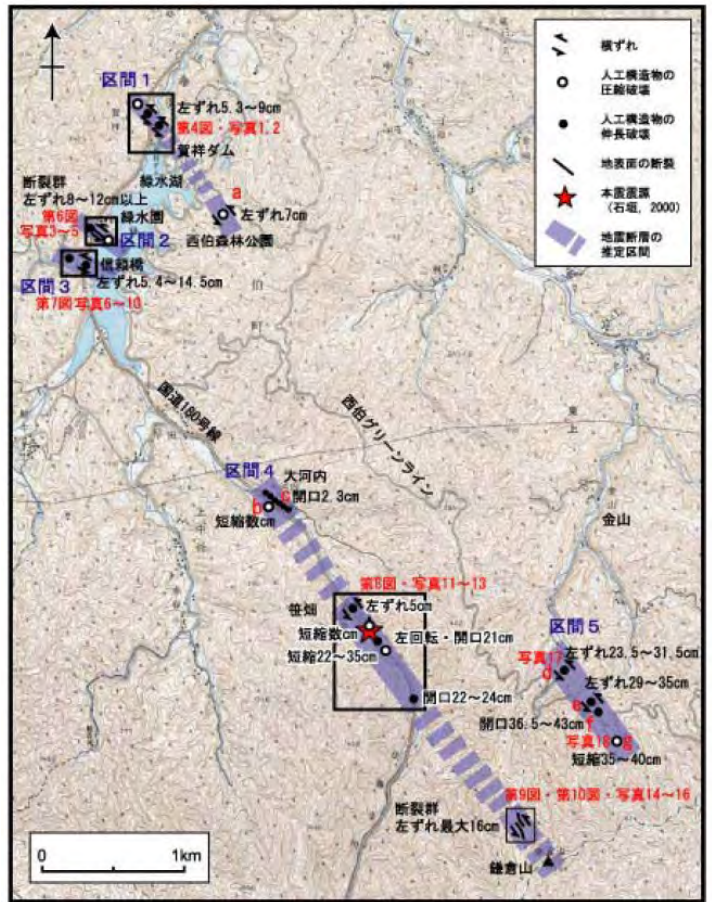 横ずれ
人工構造物の
圧縮破壊
人工構造物の
伸長破壊
地表面の断裂
本震震源
(石垣, 2000)
地震断層の
推定区間
区間1
左ずれ5.3~9cm
第4図・写真1,2
賀祥ダム
緑水湖
a
左ずれ7cm
西伯森林公園
断裂群
左ずれ8~12cm以上
第6図
写真3~5
緑水園
区間2
信頼橋
区間3
左ずれ5.4~14.5cm
第7図写真6~10
国道180号線
西伯グリーンライン
区間4
大河内
c
開口2.3cm
b
短縮数cm
金山
第8図・写真11~13
笹畑
左ずれ5cm
短縮数cm
左回転・開口21cm
短縮22~35cm
開口22~24cm
区間5
写真17
左ずれ23.5~31.5cm
d
左ずれ29~35cm
e
f
開口36.5~43cm
写真18
g
短縮35~40cm
第9図・第10図・写真14~16
断裂群
左ずれ最大16cm
鎌倉山
0
1km